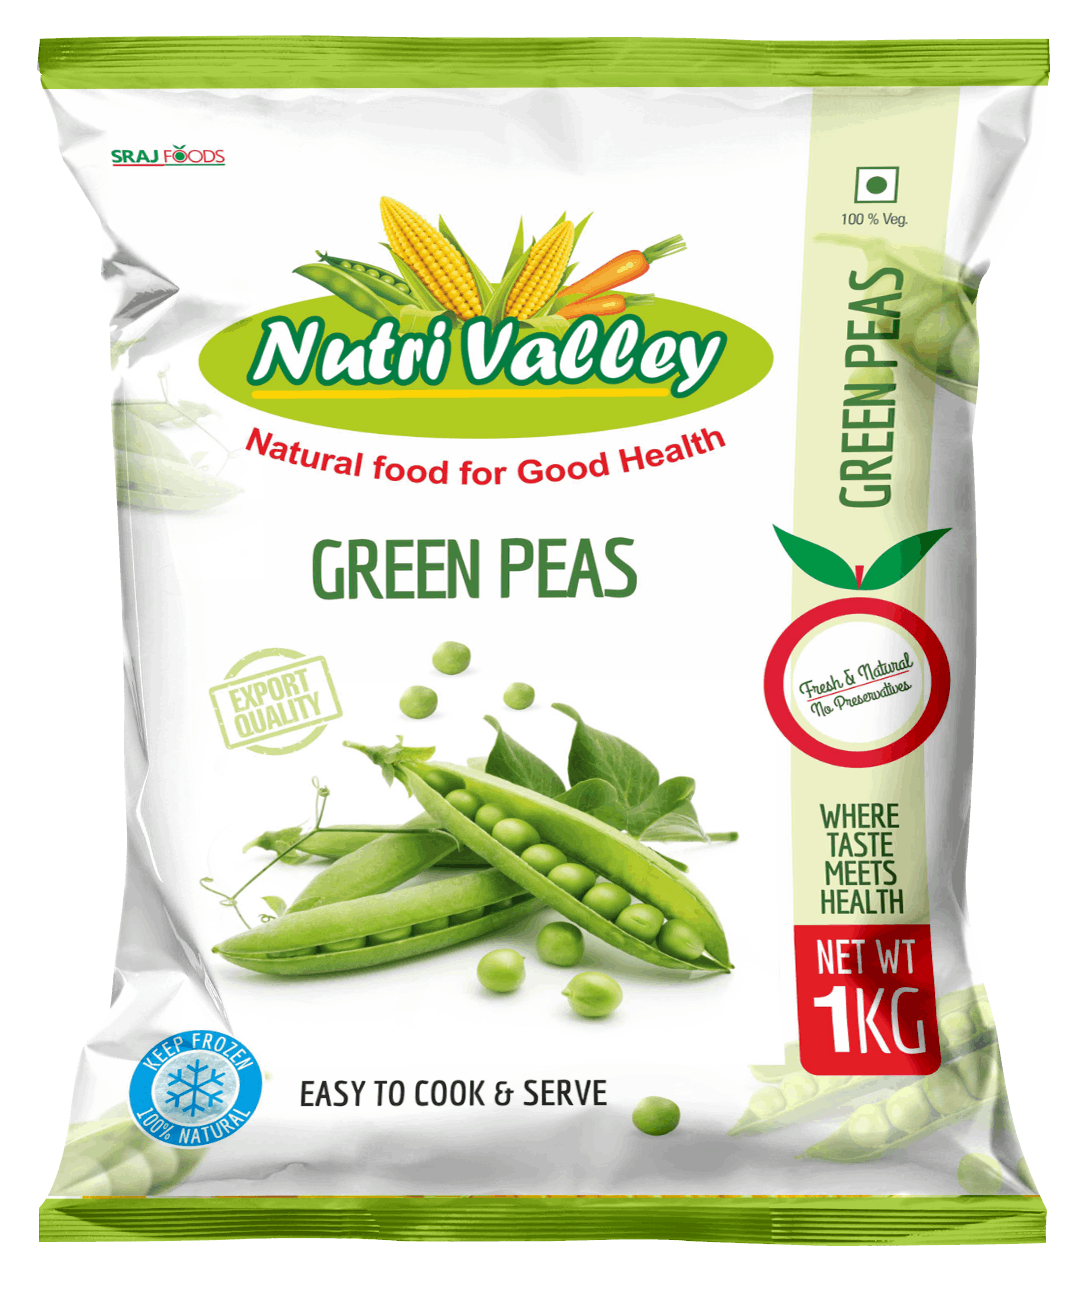 SRAJ FOODS
100 % Veg.
Nutri Valley
Natural food for Good Health
GREEN PEAS
GREEN PEAS
EXPORT
QUALITY
Fresh & Natural
No Preservatives
WHERE
TASTE
MEETS
HEALTH
NET WT
1KG
KEEP FROZEN
100% NATURAL
EASY TO COOK & SERVE